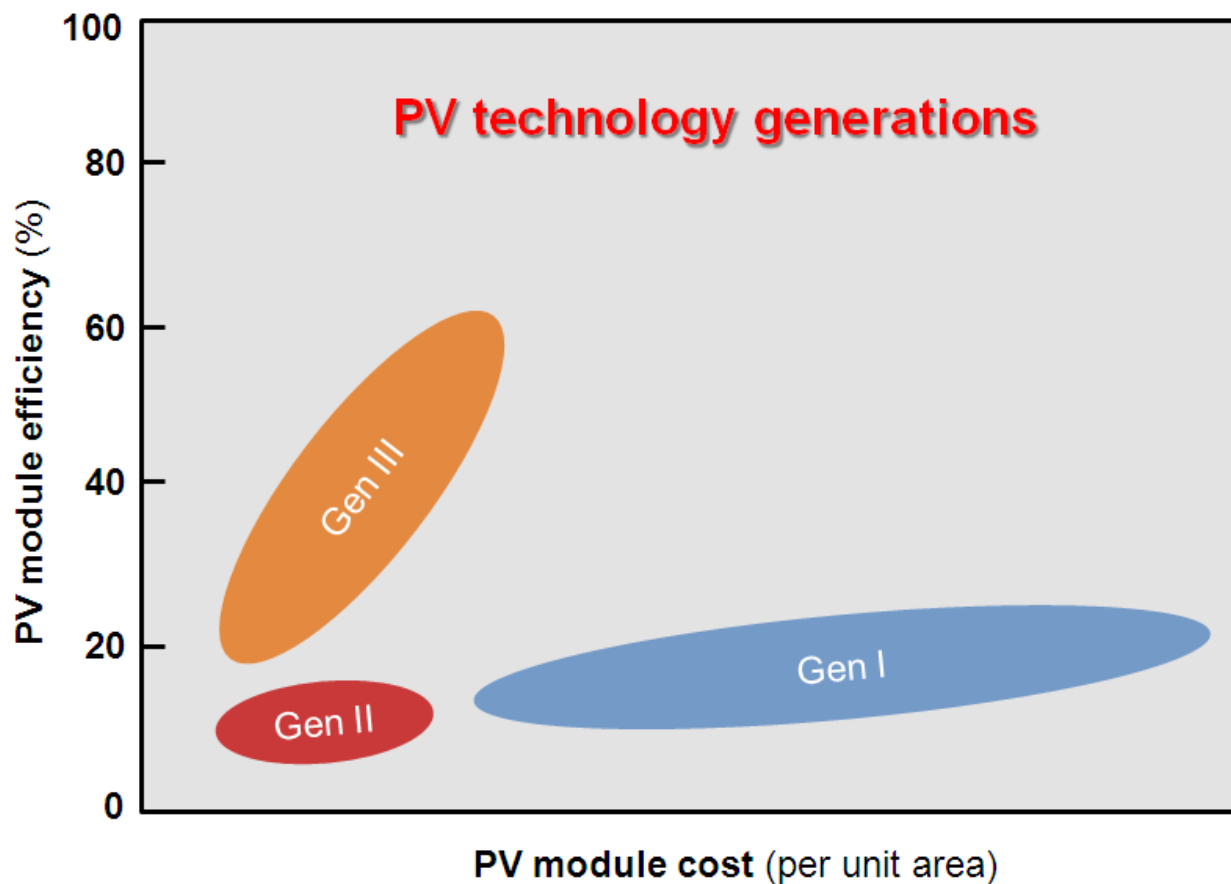 PV technology generations
PV module efficiency (%)
100
80
60
40
20
0
Gen III
Gen II
Gen I
PV module cost (per unit area)